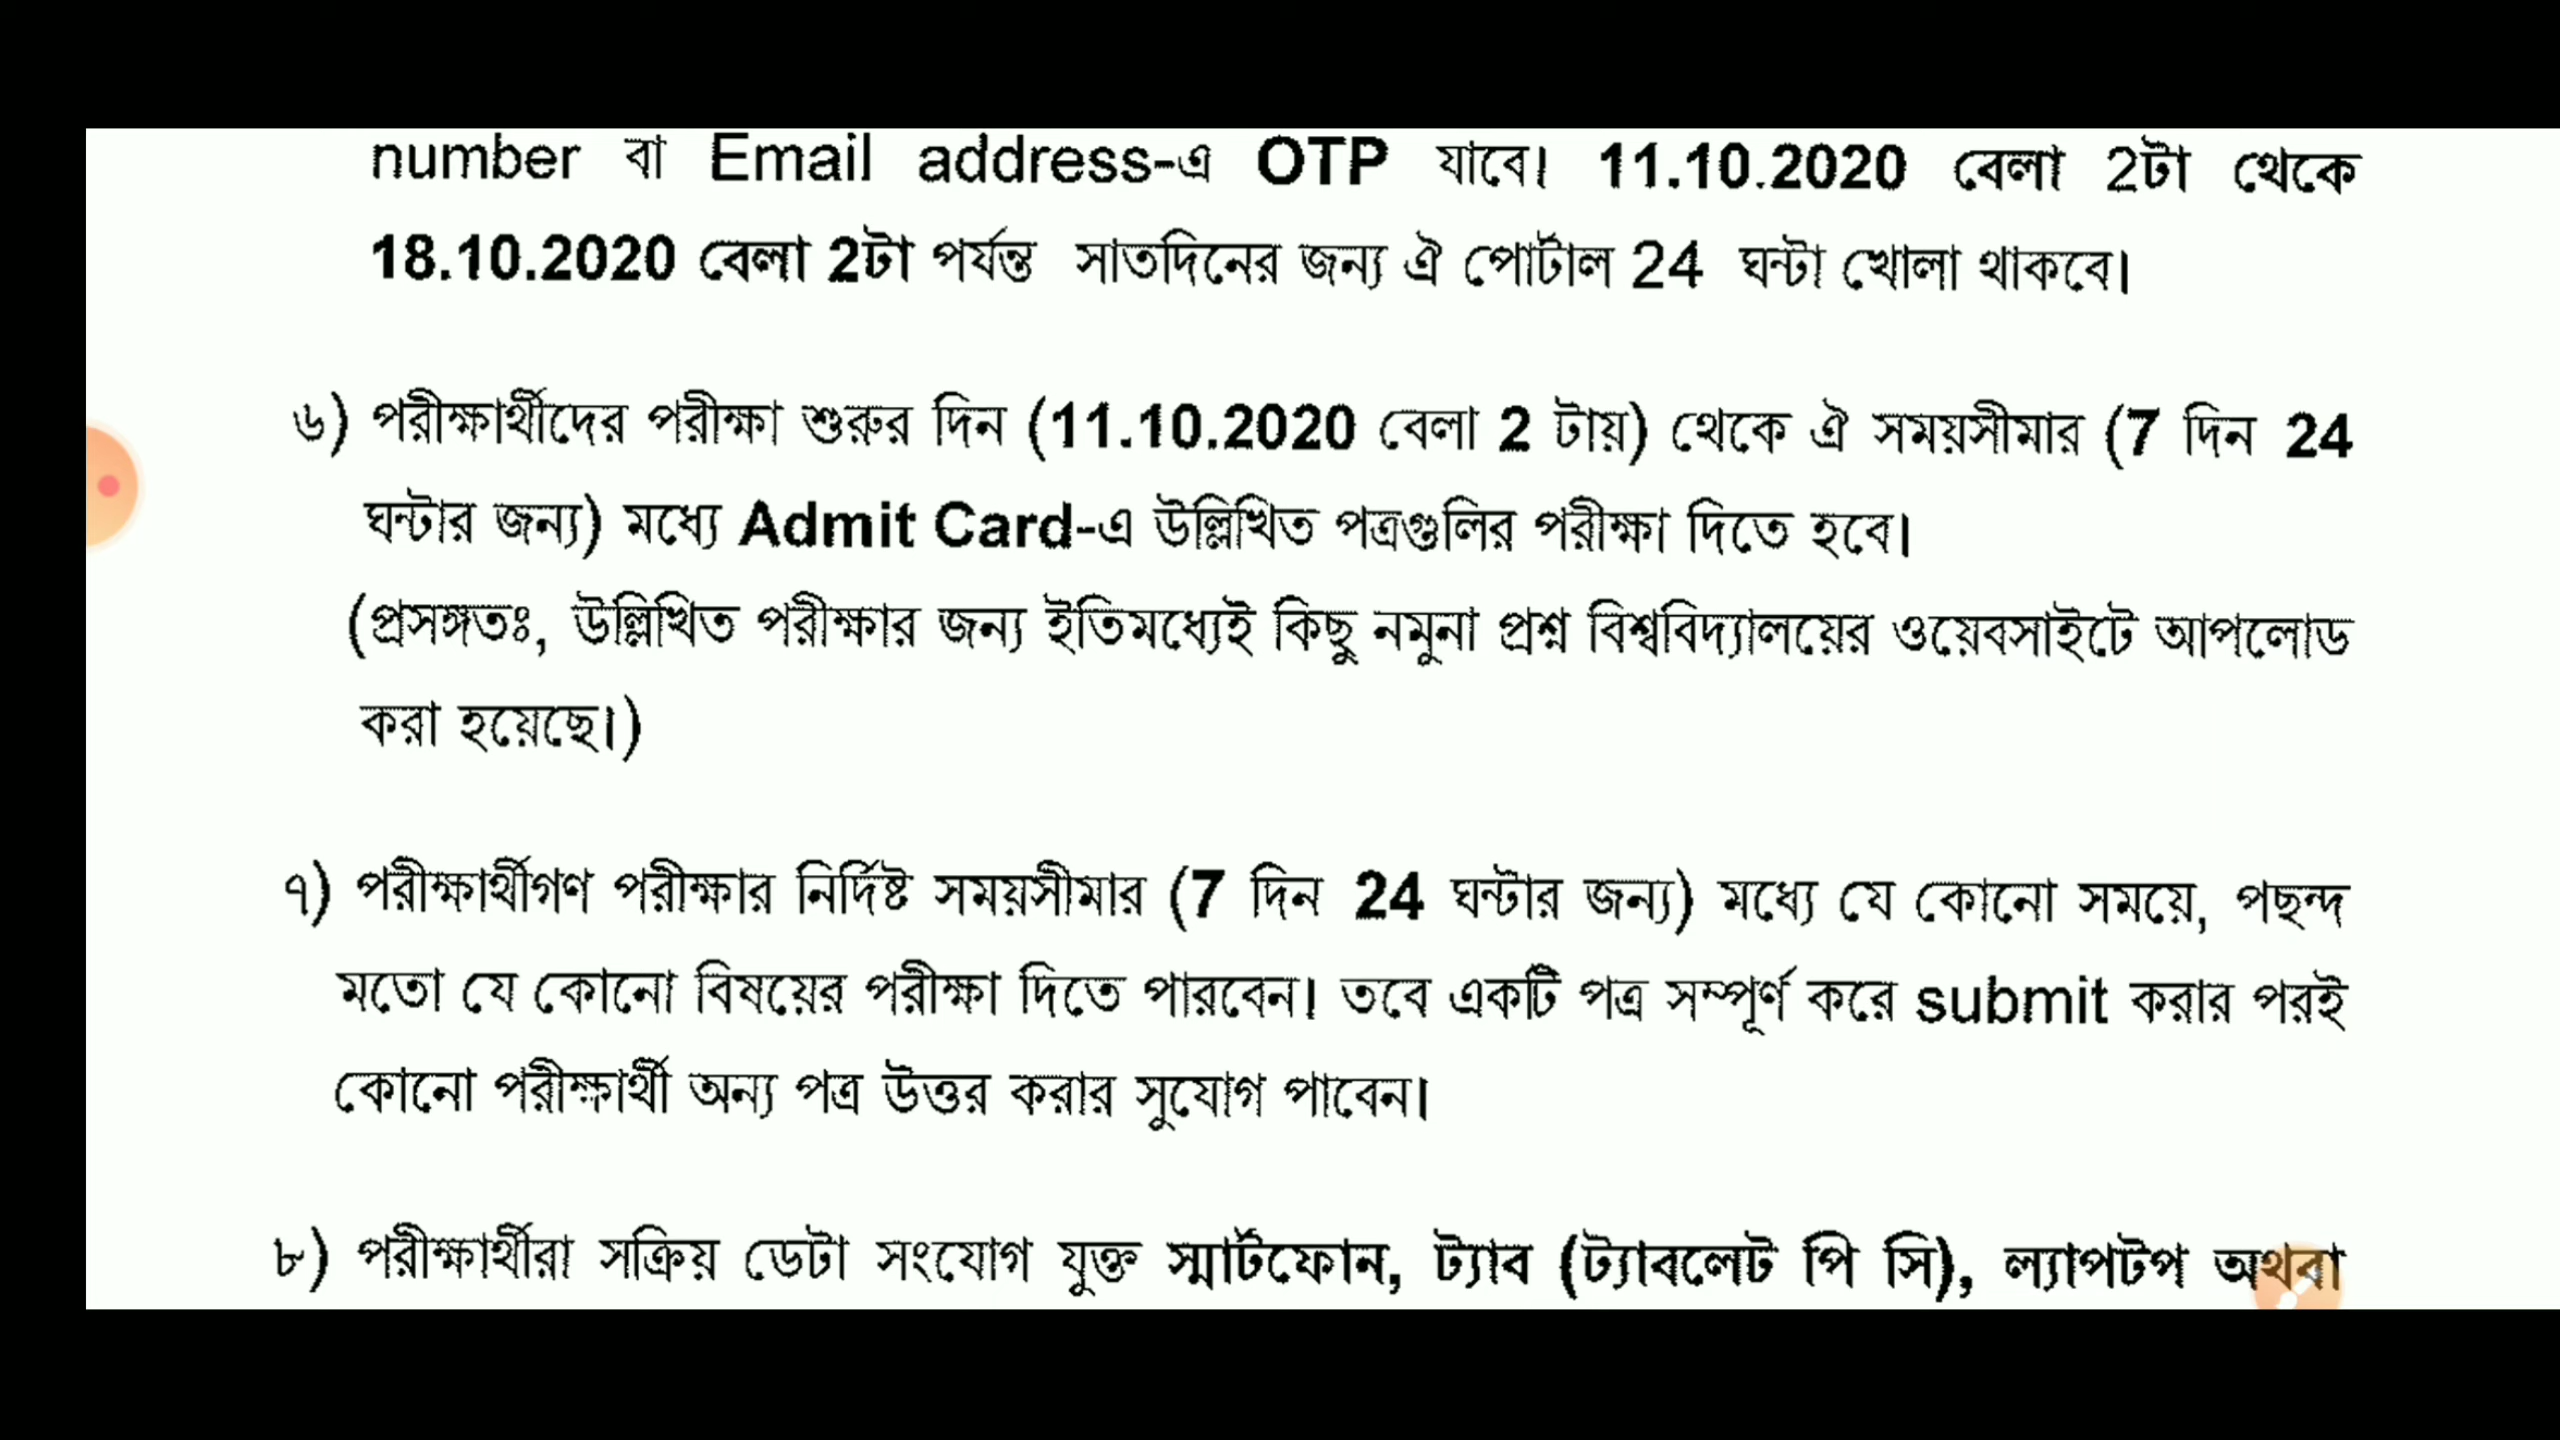 number বা Email address-এ OTP যাবে। 11.10.2020 বেলা 2টা থেকে
18.10.2020 বেলা 2টা পর্যন্ত সাতদিনের জন্য ঐ পোর্টাল 24 ঘন্টা খোলা থাকবে।
৬) পরীক্ষার্থীদের পরীক্ষা শুরুর দিন (11.10.2020 বেলা 2 টায়) থেকে ঐ সময়সীমার (7 দিন 24
ঘন্টার জন্য) মধ্যে Admit Card-এ উল্লিখিত পত্রগুলির পরীক্ষা দিতে হবে।
(প্রসঙ্গতঃ, উল্লিখিত পরীক্ষার জন্য ইতিমধ্যেই কিছু নমুনা প্রশ্ন বিশ্ববিদ্যালয়ের ওয়েবসাইটে আপলোড
করা হয়েছে।)
৭) পরীক্ষার্থীগণ পরীক্ষার নির্দিষ্ট সময়সীমার (7 দিন 24 ঘন্টার জন্য) মধ্যে যে কোনো সময়ে, পছন্দ
মতো যে কোনো বিষয়ের পরীক্ষা দিতে পারবেন। তবে একটি পত্র সম্পূর্ণ করে submit করার পরই
কোনো পরীক্ষার্থী অন্য পত্র উত্তর করার সুযোগ পাবেন।
৮) পরীক্ষার্থীরা সক্রিয় ডেটা সংযোগ যুক্ত স্মার্টফোন, ট্যাব (ট্যাবলেট পি সি), ল্যাপটপ অথবা